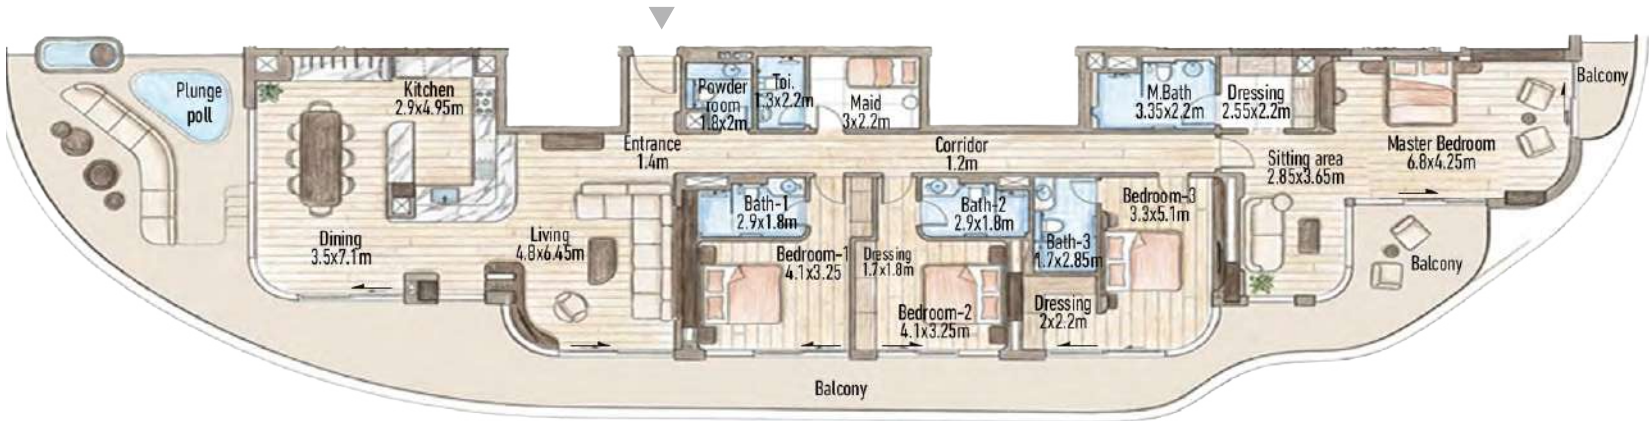 Plunge
poll
Kitchen
2.9x4.95m
Dining
3.5x7.1m
Living
4.8x6.45m
Entrance
1.4m
Powder
room
1.8x2m
Toi.
1.3x2.2m
Maid
3x2.2m
Corridor
1.2m
M.Bath
3.35x2.2m
Dressing
2.55x2.2m
Balcony
Master Bedroom
6.8x4.25m
Sitting area
2.85x3.65m
Bath-1
2.9x1.8m
Bedroom-1
4.1x3.25
Dressing
1.7x1.8m
Bath-2
2.9x1.8m
Bedroom-2
4.1x3.25m
Bath-3
1.7x2.85m
Bedroom-3
3.3x5.1m
Dressing
2x2.2m
Balcony
Balcony